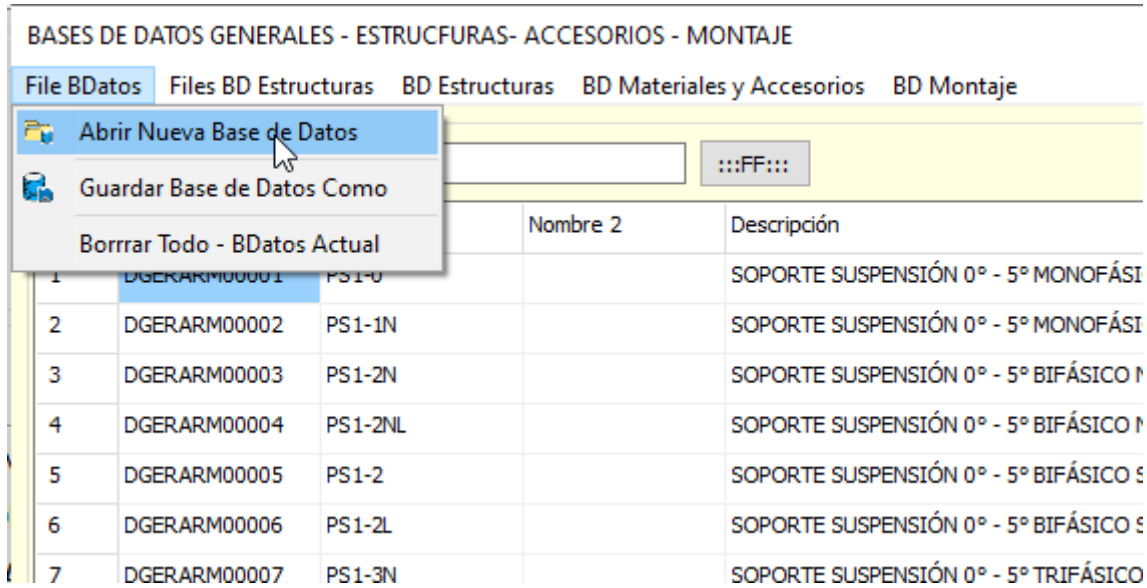 BASES DE DATOS GENERALES - ESTRUCFURAS- ACCESORIOS - MONTAJE
File BDatos Files BD Estructuras BD Estructuras BD Materiales y Accesorios BD Montaje
Abrir Nueva Base de Datos
:::FF:::
Guardar Base de Datos Como
Borrrar Todo - BDatos Actual
Nombre 2 Descripción
1 DGERARM00001 PS1-0 SOPORTE SUSPENSIÓN 0° - 5° MONOFÁSI
2 DGERARM00002 PS1-1N SOPORTE SUSPENSIÓN 0° - 5° MONOFÁSI
3 DGERARM00003 PS1-2N SOPORTE SUSPENSIÓN 0° - 5° BIFÁSICO N
4 DGERARM00004 PS1-2NL SOPORTE SUSPENSIÓN 0° - 5° BIFÁSICO N
5 DGERARM00005 PS1-2 SOPORTE SUSPENSIÓN 0° - 5° BIFÁSICO S
6 DGERARM00006 PS1-2L SOPORTE SUSPENSIÓN 0° - 5° BIFÁSICO S
7 DGERARM00007 PS1-3N SOPORTE SUSPENSIÓN 0° - 5° TRIFÁSICO